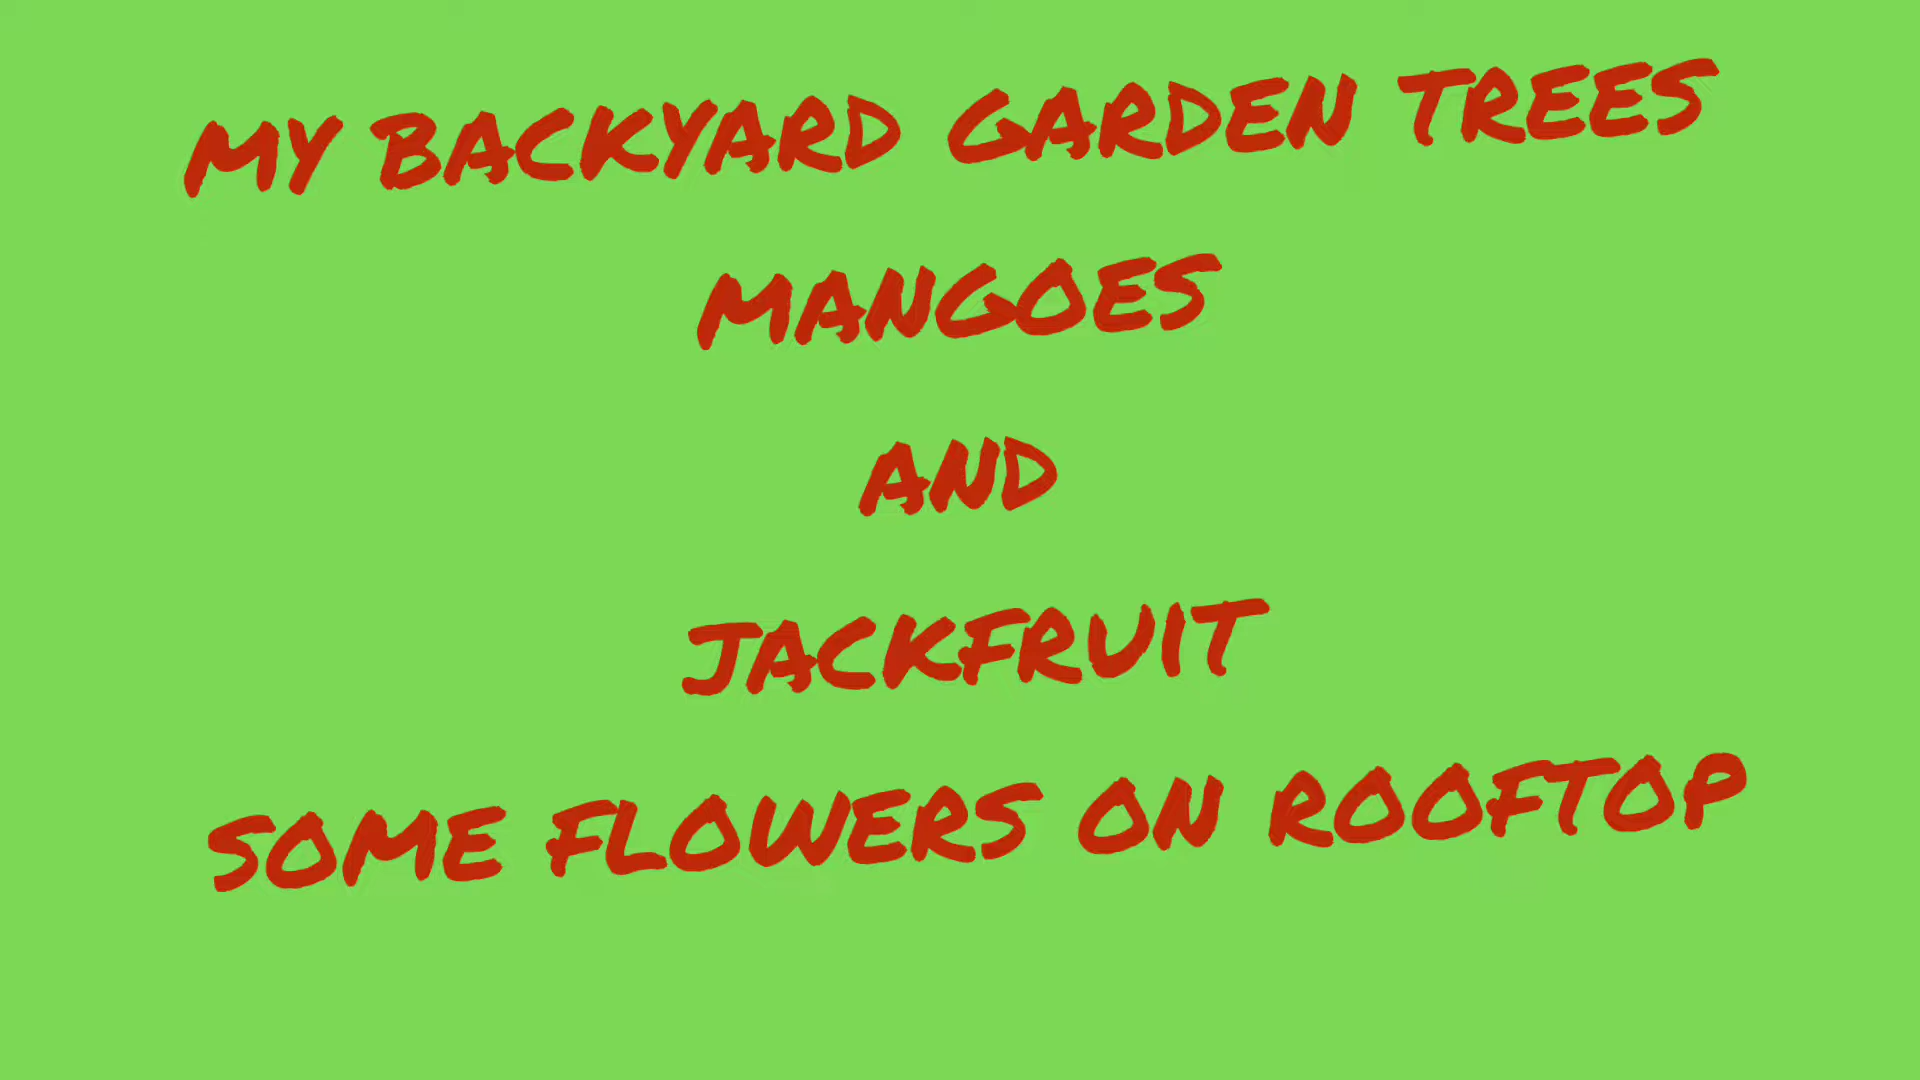 MY BACKYARD GARDEN TREES
MANGOES
AND
JACKFRUIT
SOME FLOWERS ON ROOFTOP